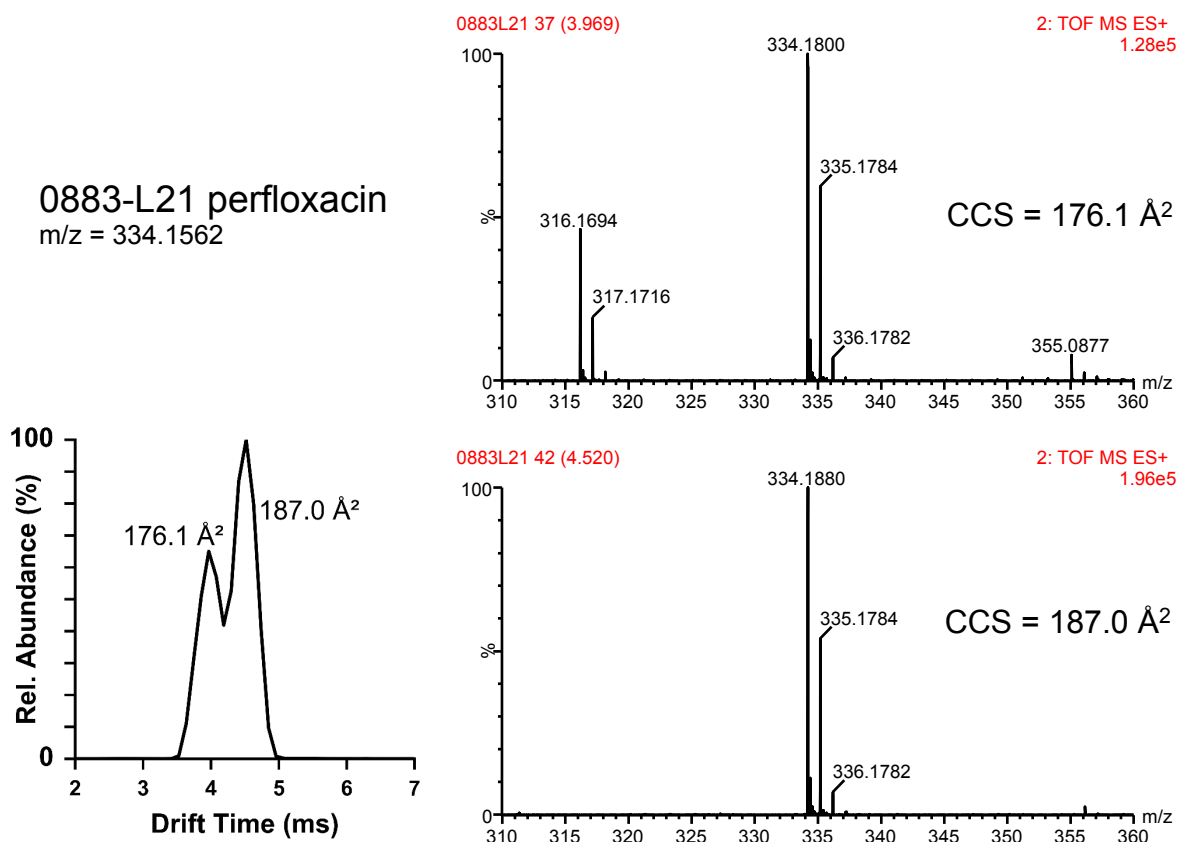 0883-L21 perfloxacin
m/z = 334.1562
0883L21 37 (3.969)
2: TOF MS ES+
1.28e5
334.1800
100
335.1784
316.1694
%
CCS = 176.1 Å²
317.1716
336.1782
355.0877
0
m/z
310 315 320 325 330 335 340 345 350 355 360
100
187.0 Å²
176.1 Å²
Rel. Abundance (%)
0
2 3 4 5 6 7
Drift Time (ms)
0883L21 42 (4.520)
2: TOF MS ES+
1.96e5
334.1880
100
335.1784
CCS = 187.0 Å²
%
336.1782
0
m/z
310 315 320 325 330 335 340 345 350 355 360